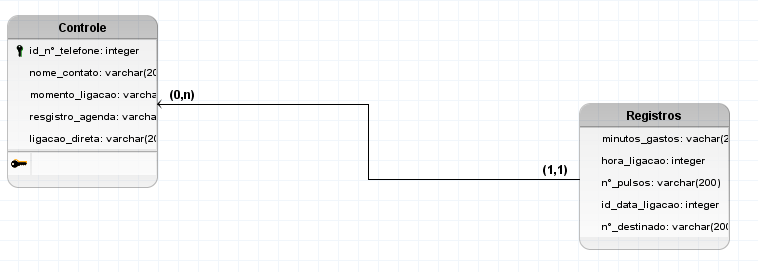 Controle
id_n°_telefone: integer
nome_contato: varchar(20
momento_ligacao: varcha
resgistro_agenda: varcha
ligacao_direta: varchar(20
(0,n)
(1,1)
Registros
minutos_gastos: vachar(2
hora_ligacao: integer
n°_pulsos: varchar(200)
id_data_ligacao: integer
n°_destinado: varchar(200